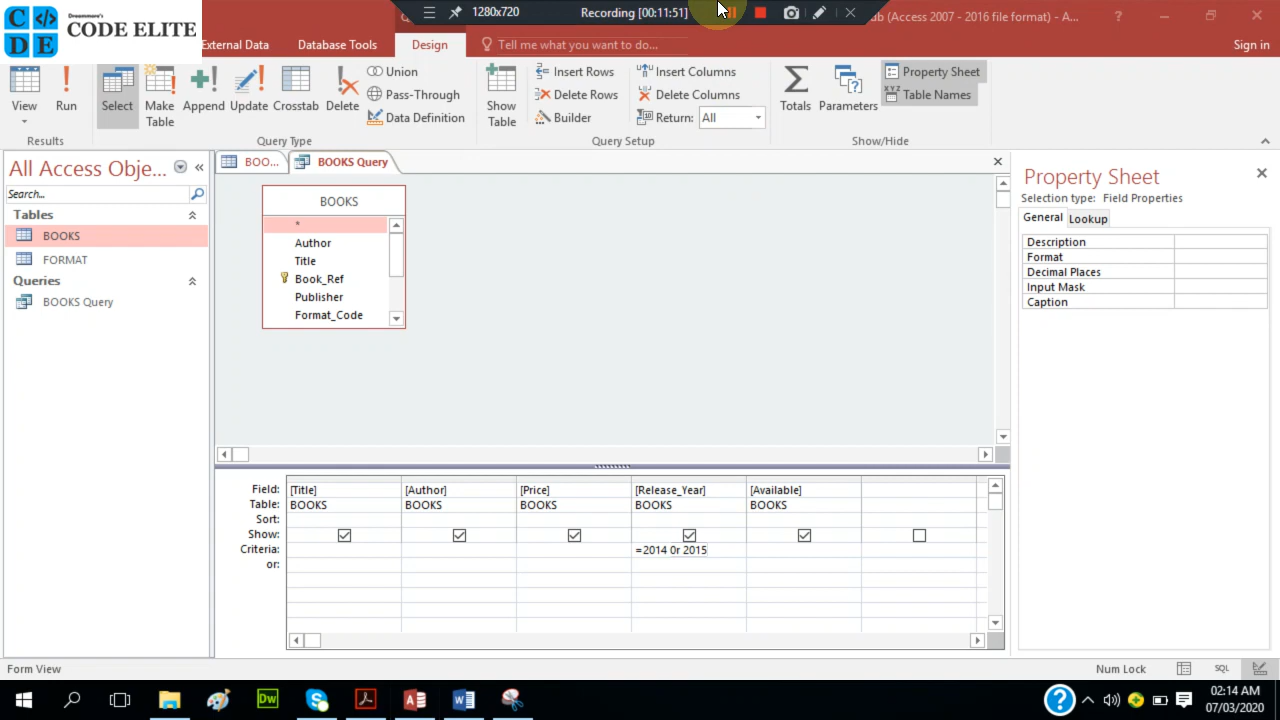 Dreammore's
CODE ELITE
C </> D E
1280x720
Recording [00:11:51]
ub (Access 2007 - 2016 file format) - A...
?
External Data
Database Tools
Design
Tell me what you want to do...
Sign in
View
Run
Select
Make Table
Append
Update
Crosstab
Delete
Union
Pass-Through
Data Definition
Show Table
Insert Rows
Delete Rows
Builder
Insert Columns
Delete Columns
Return: All
Totals
Parameters
Property Sheet
Table Names
Results
Query Type
Query Setup
Show/Hide
All Access Obje...
Search...
Tables
BOOKS
FORMAT
Queries
BOOKS Query
BOO...
BOOKS Query
BOOKS
*
Author
Title
Book_Ref
Publisher
Format_Code
Property Sheet
Selection type: Field Properties
General
Lookup
Description
Format
Decimal Places
Input Mask
Caption
Field: [Title] [Author] [Price] [Release_Year] [Available]
Table: BOOKS BOOKS BOOKS BOOKS BOOKS
Sort:
Show:
Criteria: =2014 0r 2015
or:
Form View
Num Lock
SQL
Dw
02:14 AM
07/03/2020